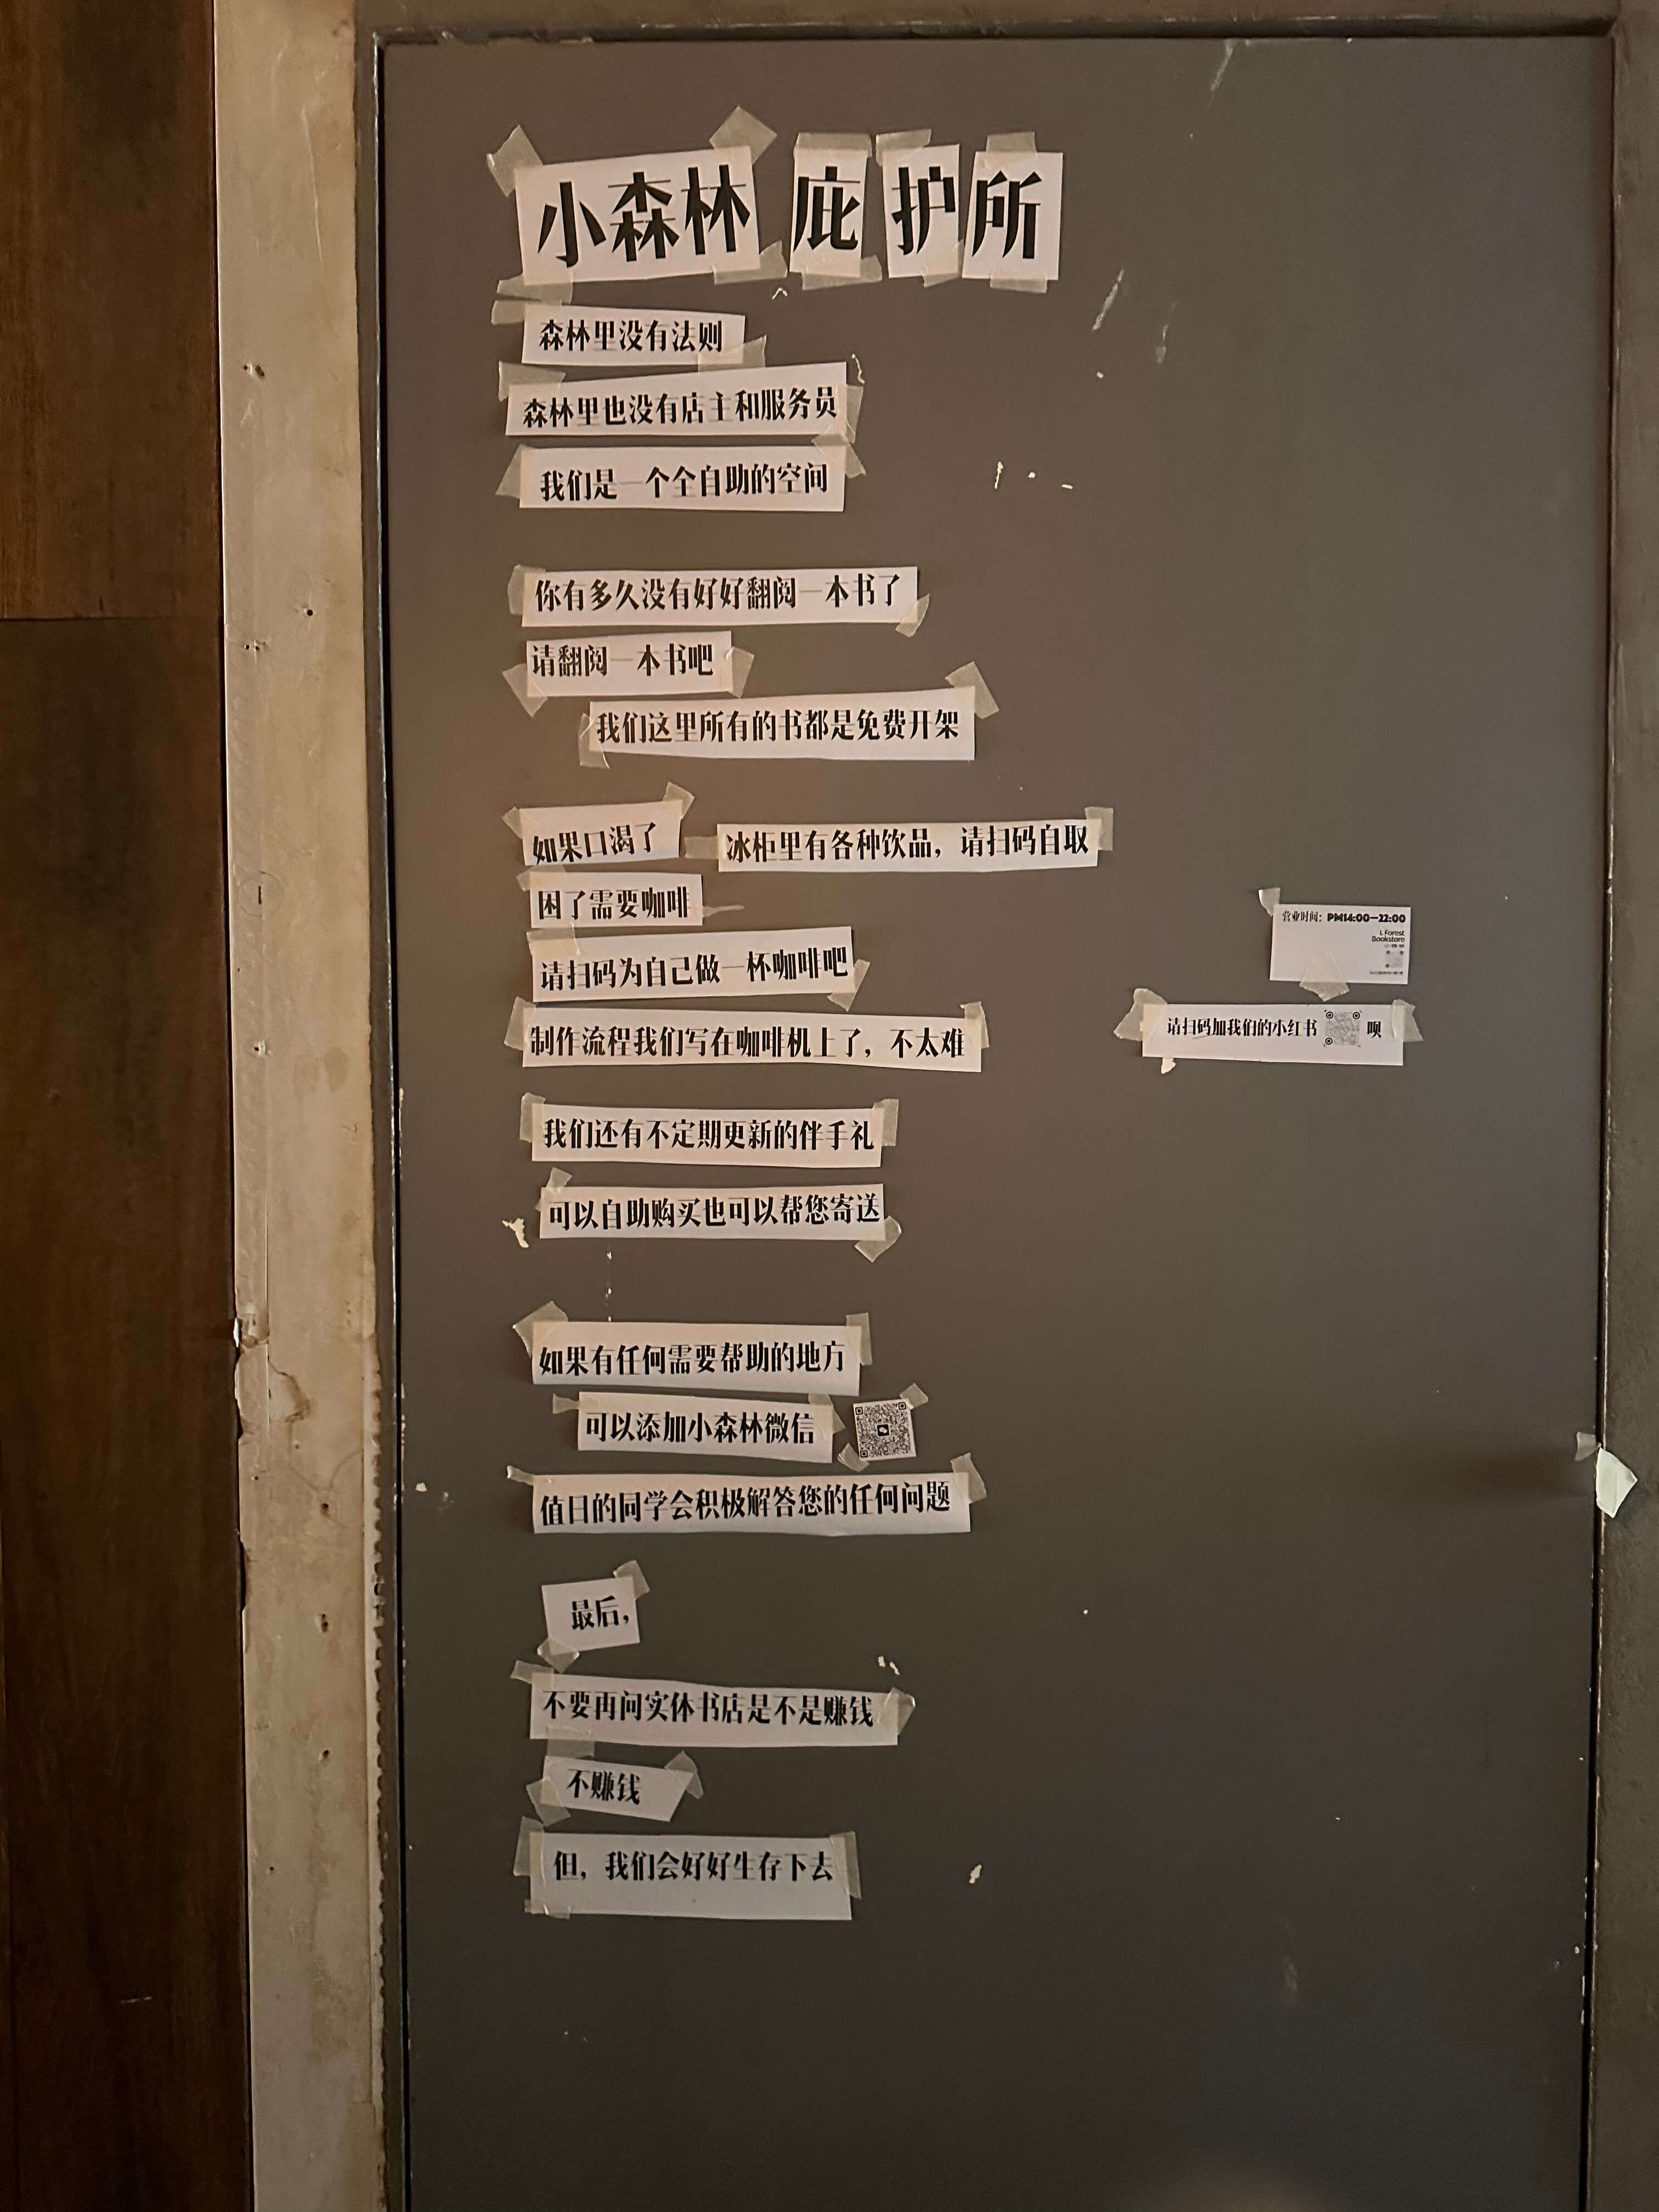 小森林 庇护所
森林里没有法则
森林里也没有店主和服务员
我们是一个全自助的空间
你有多久没有好好翻阅一本书了
请翻阅一本书吧
我们这里所有的书都是免费开架
如果口渴了 冰柜里有各种饮品，请扫码自取
困了需要咖啡
请扫码为自己做一杯咖啡吧
制作流程我们写在咖啡机上了，不太难
我们还有不定期更新的伴手礼
可以自助购买也可以帮您寄送
如果有任何需要帮助的地方
可以添加小森林微信
值日的同学会积极解答您的任何问题
最后，
不要再问实体书店是不是赚钱
不赚钱
但，我们会好好生存下去
营业时间：PM14:00—22:00
L Forest
Bookstore
请扫码加我们的小红书 呗